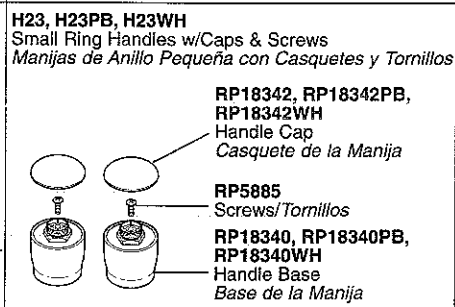 H23, H23PB, H23WH
Small Ring Handles w/Caps & Screws
Manijas de Anillo Pequeña con Casquetes y Tornillos
RP18342, RP18342PB,
RP18342WH
Handle Cap
Casquete de la Manija
RP5885
Screws/Tornillos
RP18340, RP18340PB,
RP18340WH
Handle Base
Base de la Manija